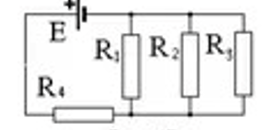 +
E R₁ R₂ R₃
R₄